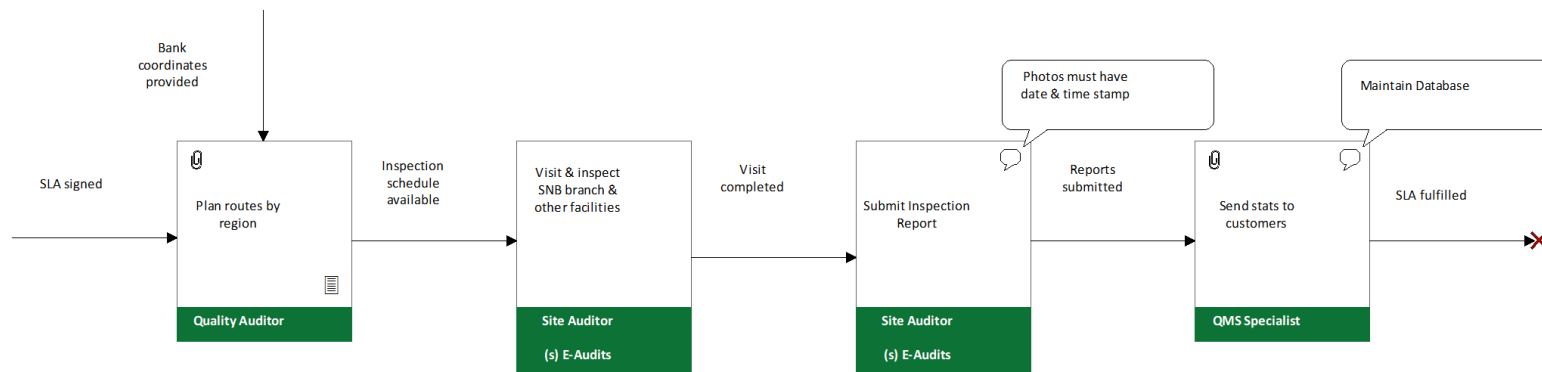 Bank
coordinates
provided
SLA signed
Plan routes by
region
Quality Auditor
Inspection
schedule
available
Visit & inspect
SNB branch &
other facilities
Site Auditor
(s) E-Audits
Visit
completed
Photos must have
date & time stamp
Submit Inspection
Report
Site Auditor
(s) E-Audits
Reports
submitted
Maintain Database
Send stats to
customers
QMS Specialist
SLA fulfilled